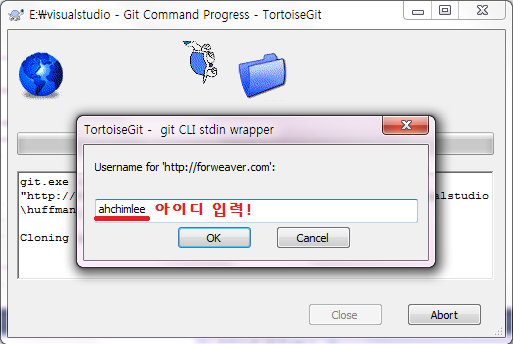 E:\visualstudio - Git Command Progress - TortoiseGit
TortoiseGit - git CLI stdin wrapper
Username for 'http://forweaver.com':
ahchimlee 아이디 입력!
OK Cancel
git.exe
"http://
alstudio
\huffman
Cloning
Close Abort